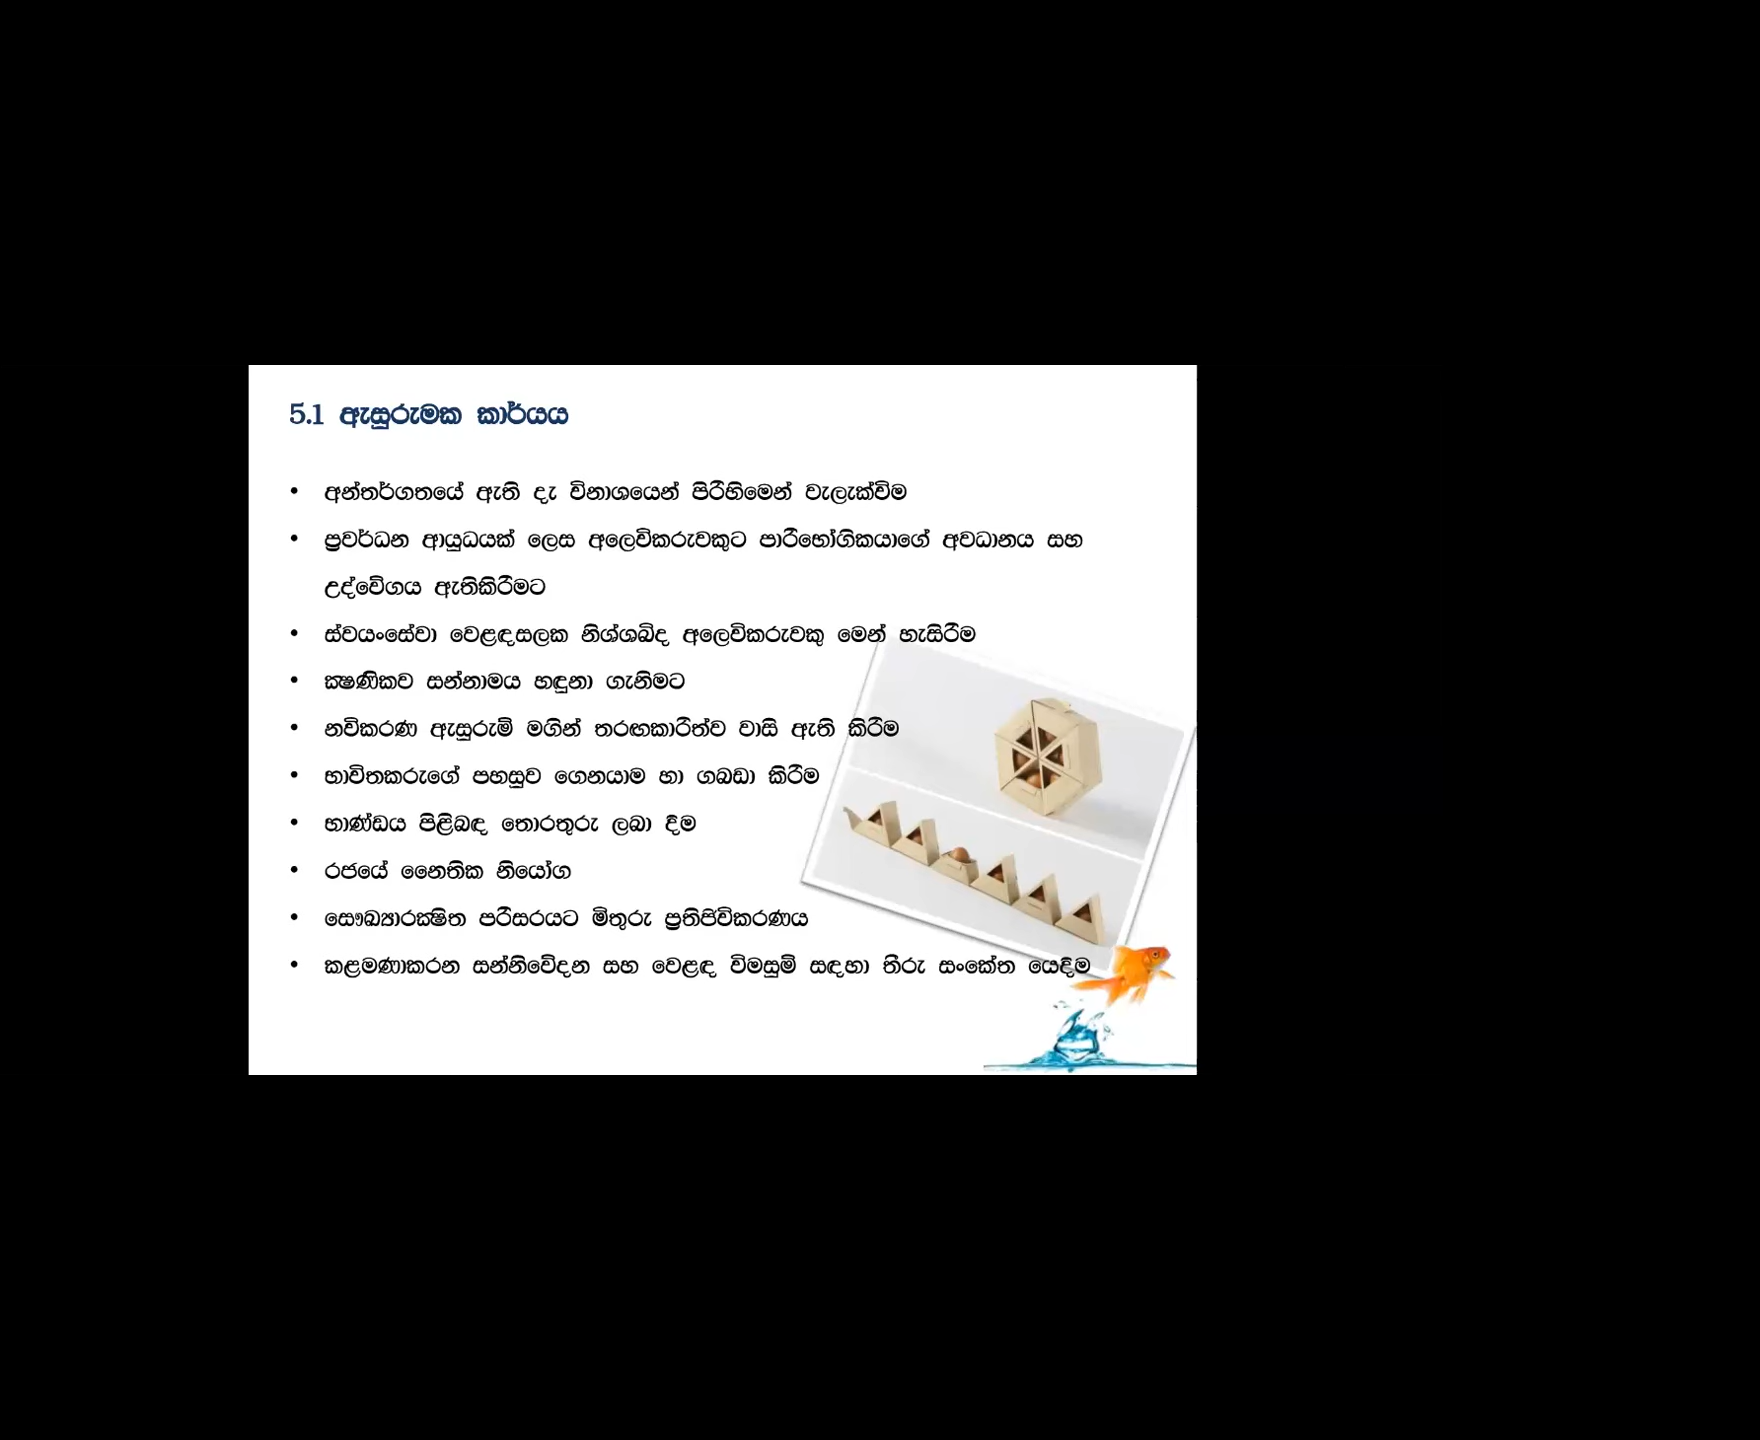 5.1 ඇසුරුමක කාර්යය
• අන්තර්ගතයේ ඇති දැ විනාශයෙන් පිරිහිමෙන් වැලැක්විම
• ප්‍රවර්ධන ආයුධයක් ලෙස අලෙවිකරුවකුට පාරිභෝගිකයාගේ අවධානය සහ
උද්වේගය ඇතිකිරීමට
• ස්වයංසේවා වෙළඳසලක නිශ්ශබ්ද අලෙවිකරුවකු මෙන් හැසිරීම
• ක්‍ෂණිකව සන්නාමය හඳුනා ගැනීමට
• නවිකරණ ඇසුරුම් මගින් තරඟකාරීත්ව වාසි ඇති කිරීම
• භාවිතකරුගේ පහසුව ගෙනයාම හා ගබඩා කිරීම
• භාණ්ඩය පිළිබඳ තොරතුරු ලබා දීම
• රජයේ නෛතික නියෝග
• සෞඛ්‍යාරක්‍ෂිත පරිසරයට මිතුරු ප්‍රතිපිවිකරණය
• කළමණාකරන සන්නිවේදන සහ වෙළඳ විමසුම් සඳහා තීරු සංකේත යෙදීම